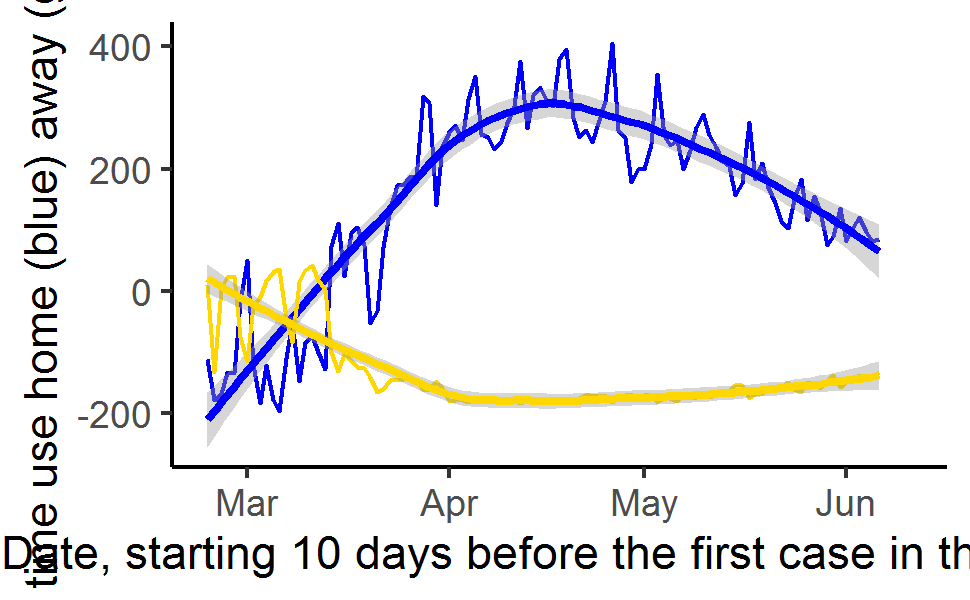 time use home (blue) away (
400
200
0
-200
Mar Apr May Jun
Date, starting 10 days before the first case in th